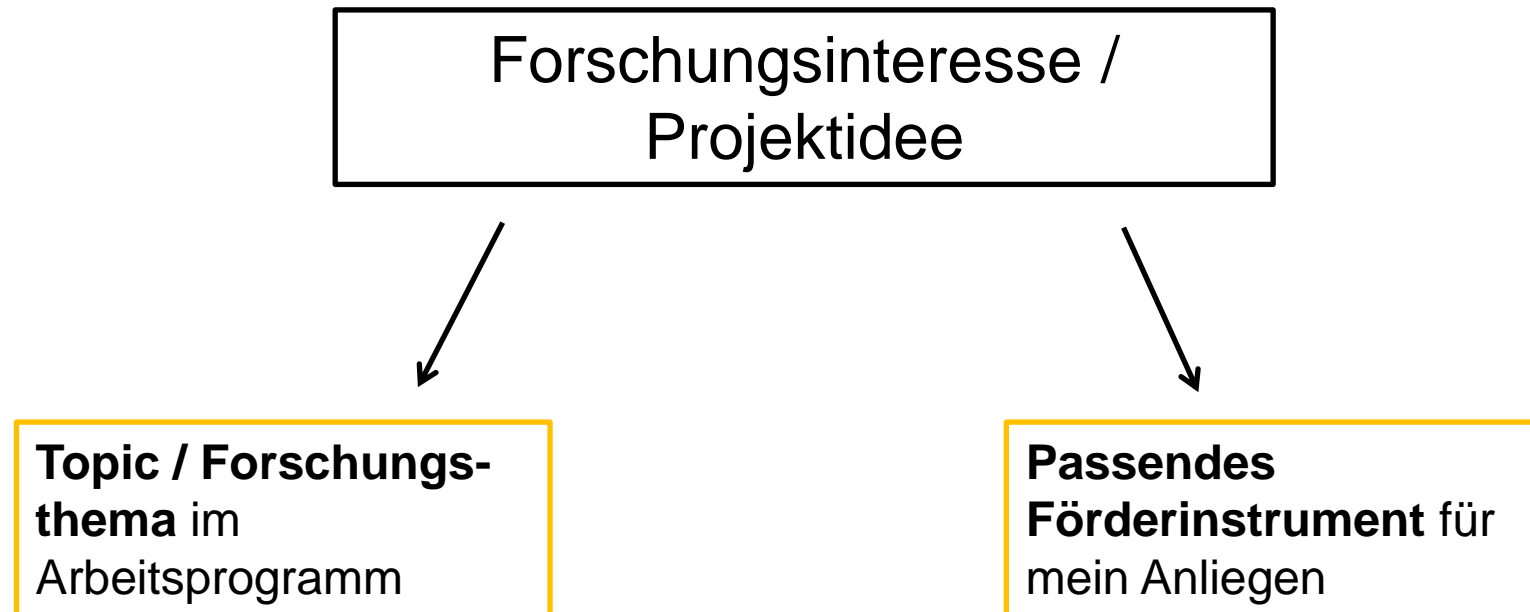 Forschungsinteresse /
Projektidee
Topic / Forschungs-
thema im
Arbeitsprogramm
Passendes
Förderinstrument für
mein Anliegen